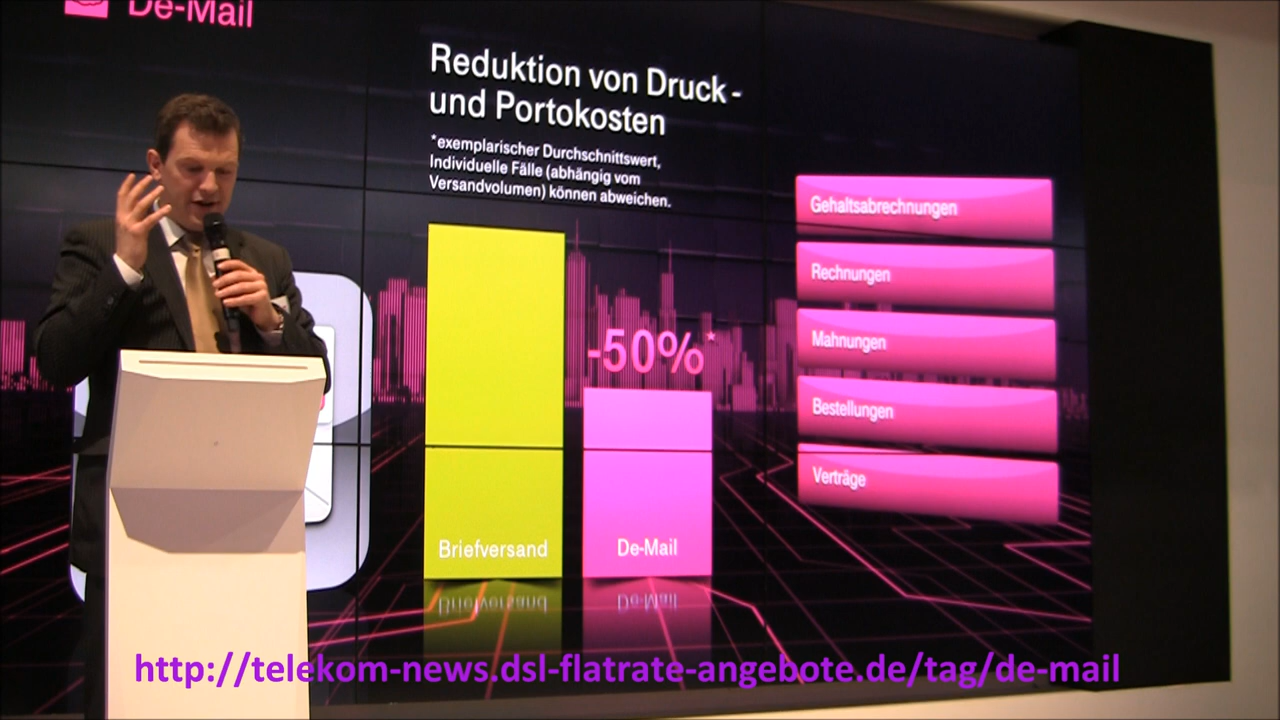 De-Mail
Reduktion von Druck -
und Portokosten
*exemplarischer Durchschnittswert,
Individuelle Fälle (abhängig vom
Versandvolumen) können abweichen.
-50%*
Briefversand
De-Mail
Gehaltsabrechnungen
Rechnungen
Mahnungen
Bestellungen
Verträge
http://telekom-news.dsl-flatrate-angebote.de/tag/de-mail